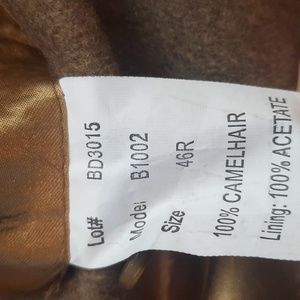 Lot# BD3015
Model B1002
Size 46R
100% CAMELHAIR
Lining: 100% ACETATE